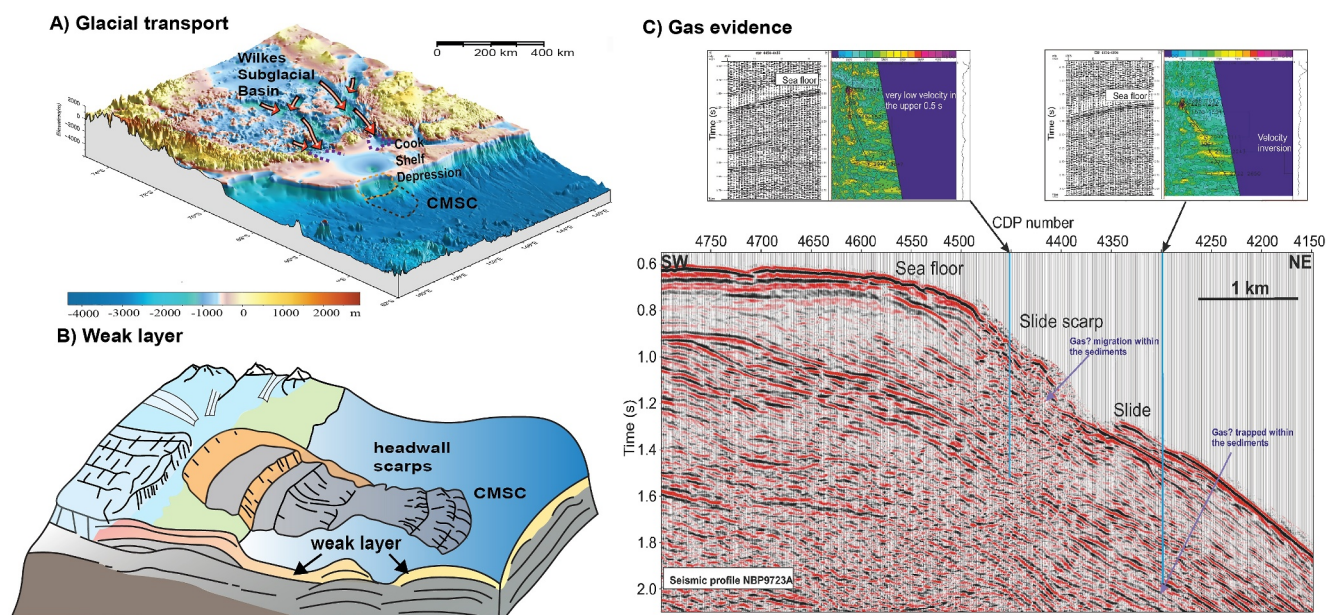 A) Glacial transport
0 200 km 400 km
Wilkes
Subglacial
Basin
Cook
Shelf
Depression
CMSC
-4000 -3000 -2000 -1000 0 1000 2000 m
B) Weak layer
headwall
scarps
CMSC
weak layer
C) Gas evidence
Sea floor
Time (s)
very low velocity in
the upper 0.5 s
Sea floor
Time (s)
Velocity
inversion
CDP number
4750 4700 4650 4600 4550 4500 4450 4400 4350 4250 4200 4150
SW
NE
Sea floor
1 km
Slide scarp
Gas? migration within
the sediments
Slide
Gas? trapped within
the sediments
Time (s)
0.6
0.8
1.0
1.2
1.4
1.6
1.8
2.0
Seismic profile NBP9723A